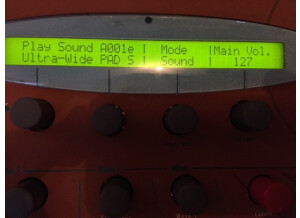 Play Sound A001e | Mode |Main Vol.
Ultra-Wide PAD S | Sound | 127